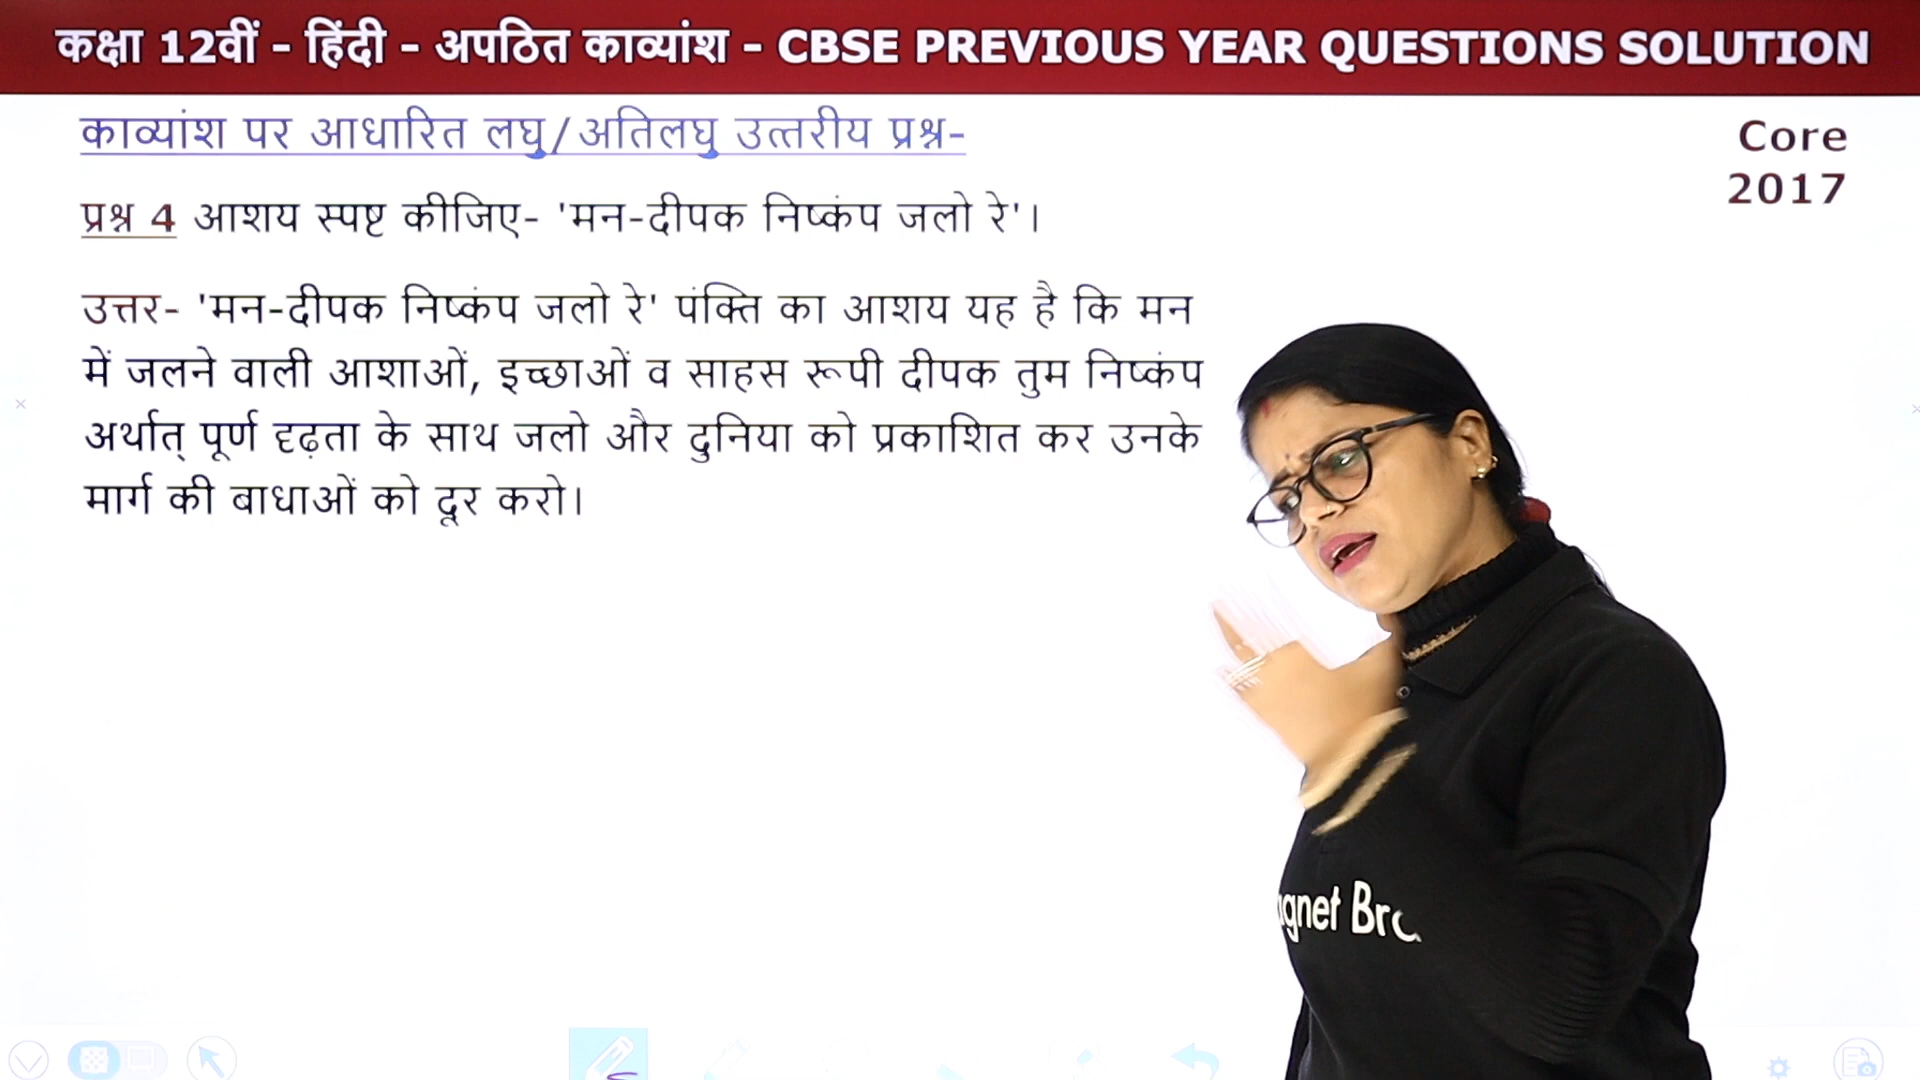 कक्षा 12वीं - हिंदी - अपठित काव्यांश - CBSE PREVIOUS YEAR QUESTIONS SOLUTION
काव्यांश पर आधारित लघु/अतिलघु उत्तरीय प्रश्न-
Core
2017
प्रश्न 4 आशय स्पष्ट कीजिए- 'मन-दीपक निष्कंप जलो रे'।
उत्तर- 'मन-दीपक निष्कंप जलो रे' पंक्ति का आशय यह है कि मन
में जलने वाली आशाओं, इच्छाओं व साहस रूपी दीपक तुम निष्कंप
अर्थात् पूर्ण दृढ़ता के साथ जलो और दुनिया को प्रकाशित कर उनके
मार्ग की बाधाओं को दूर करो।
agnet Bro